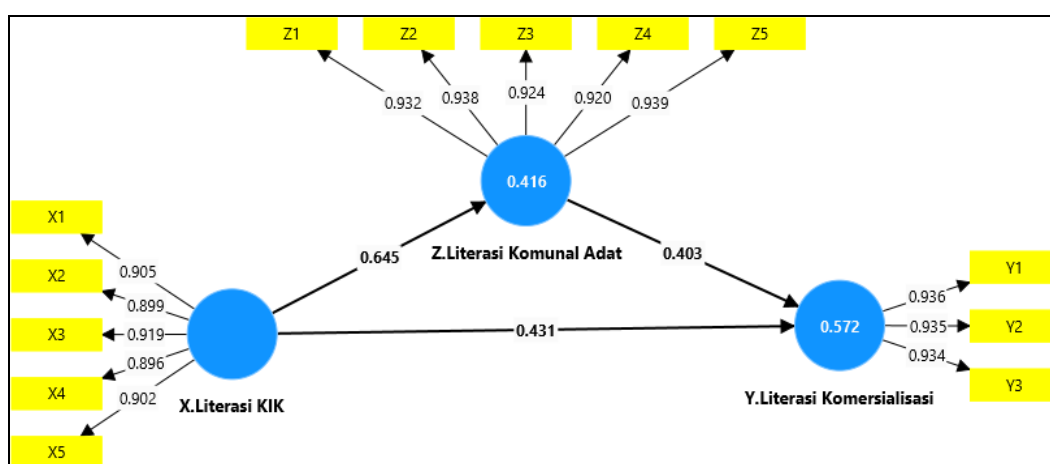 Z1 Z2 Z3 Z4 Z5
0.932 0.938 0.924 0.920 0.939
0.416
Z.Literasi Komunal Adat
0.645
0.403
0.431
X1
X2
X3
X4
X5
0.905
0.899
0.919
0.896
0.902
X.Literasi KIK
0.572
Y.Literasi Komersialisasi
0.936
0.935
0.934
Y1
Y2
Y3